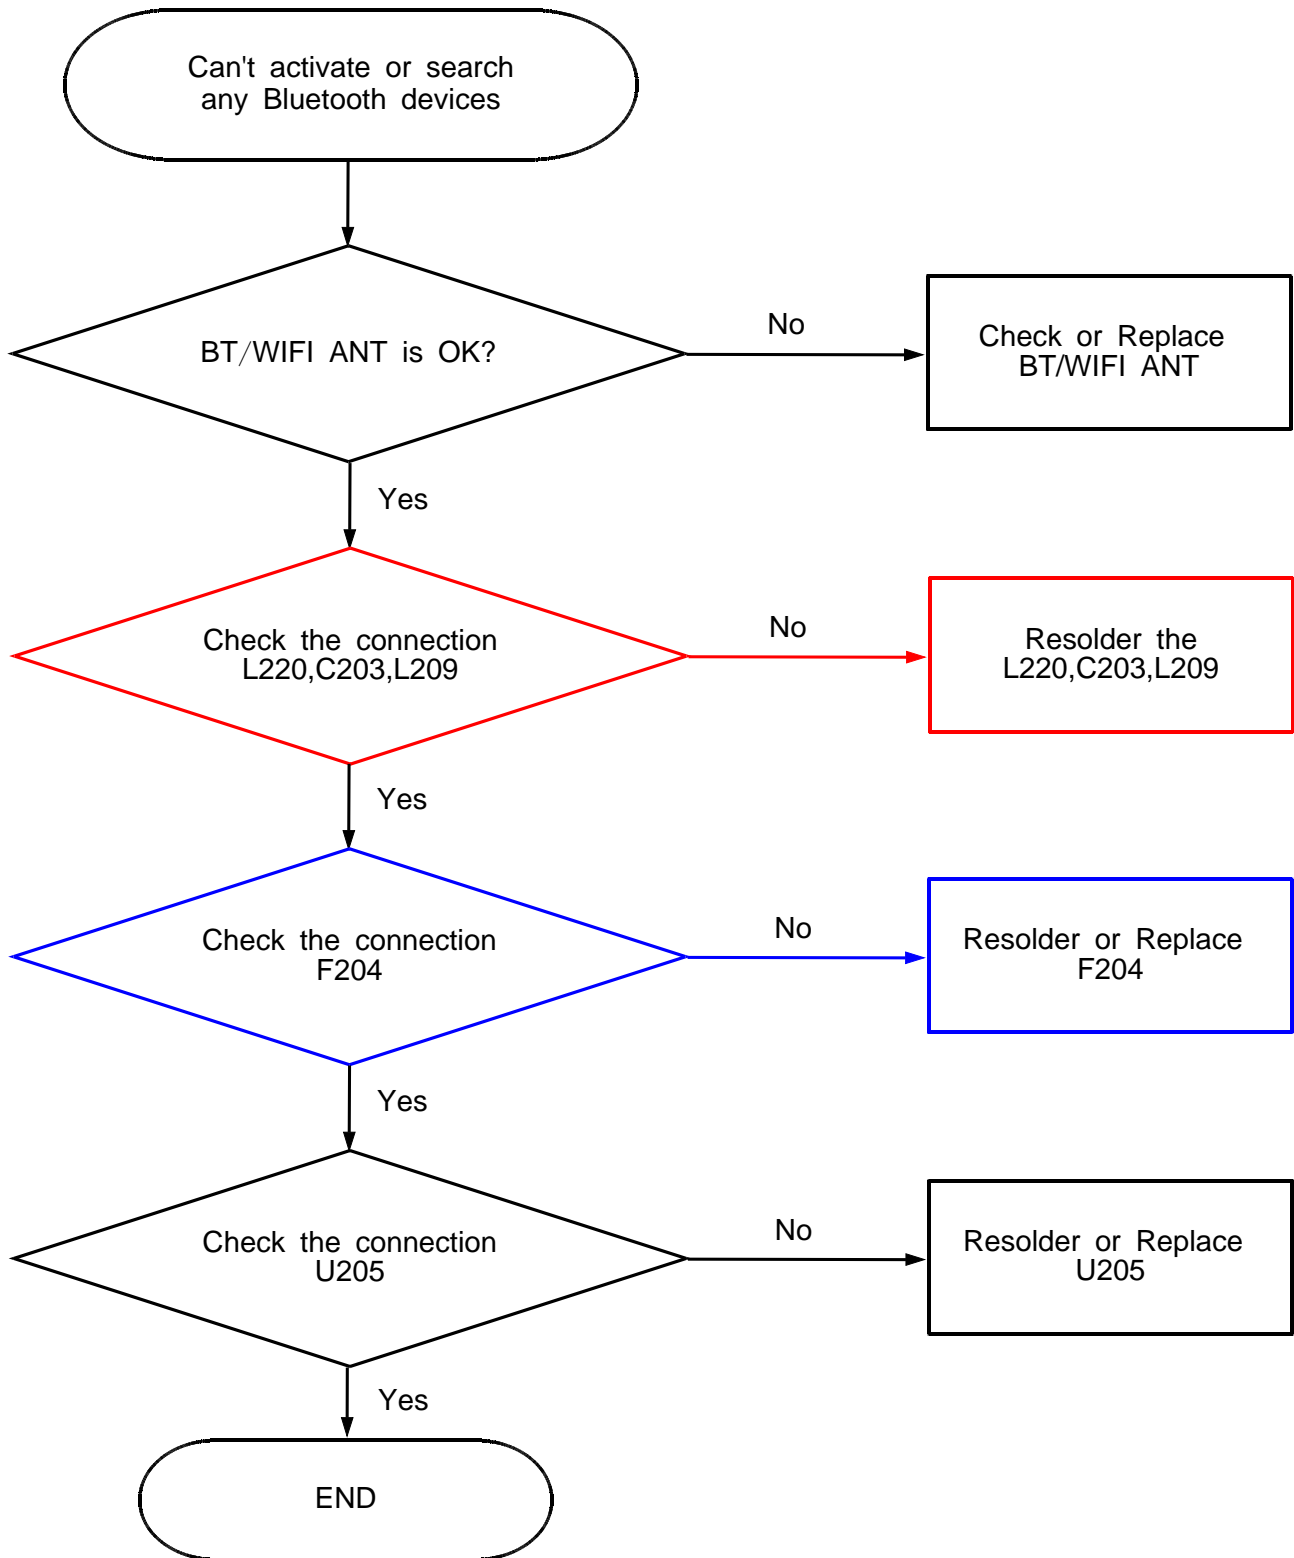 Can't activate or search
any Bluetooth devices
BT/WIFI ANT is OK?
No
Check or Replace
BT/WIFI ANT
Yes
Check the connection
L220,C203,L209
No
Resolder the
L220,C203,L209
Yes
Check the connection
F204
No
Resolder or Replace
F204
Yes
Check the connection
U205
No
Resolder or Replace
U205
Yes
END